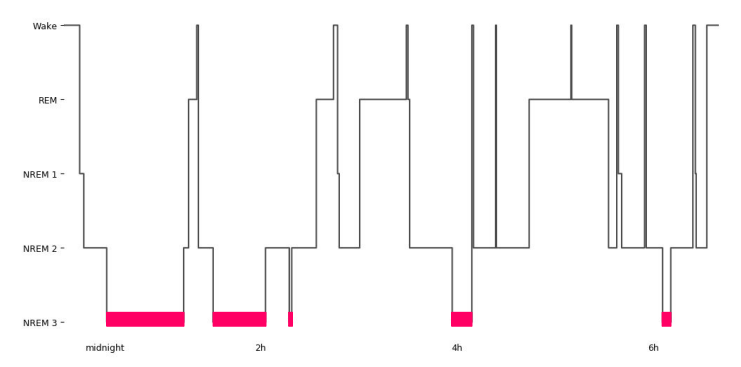 Wake
REM
NREM 1
NREM 2
NREM 3
midnight 2h 4h 6h